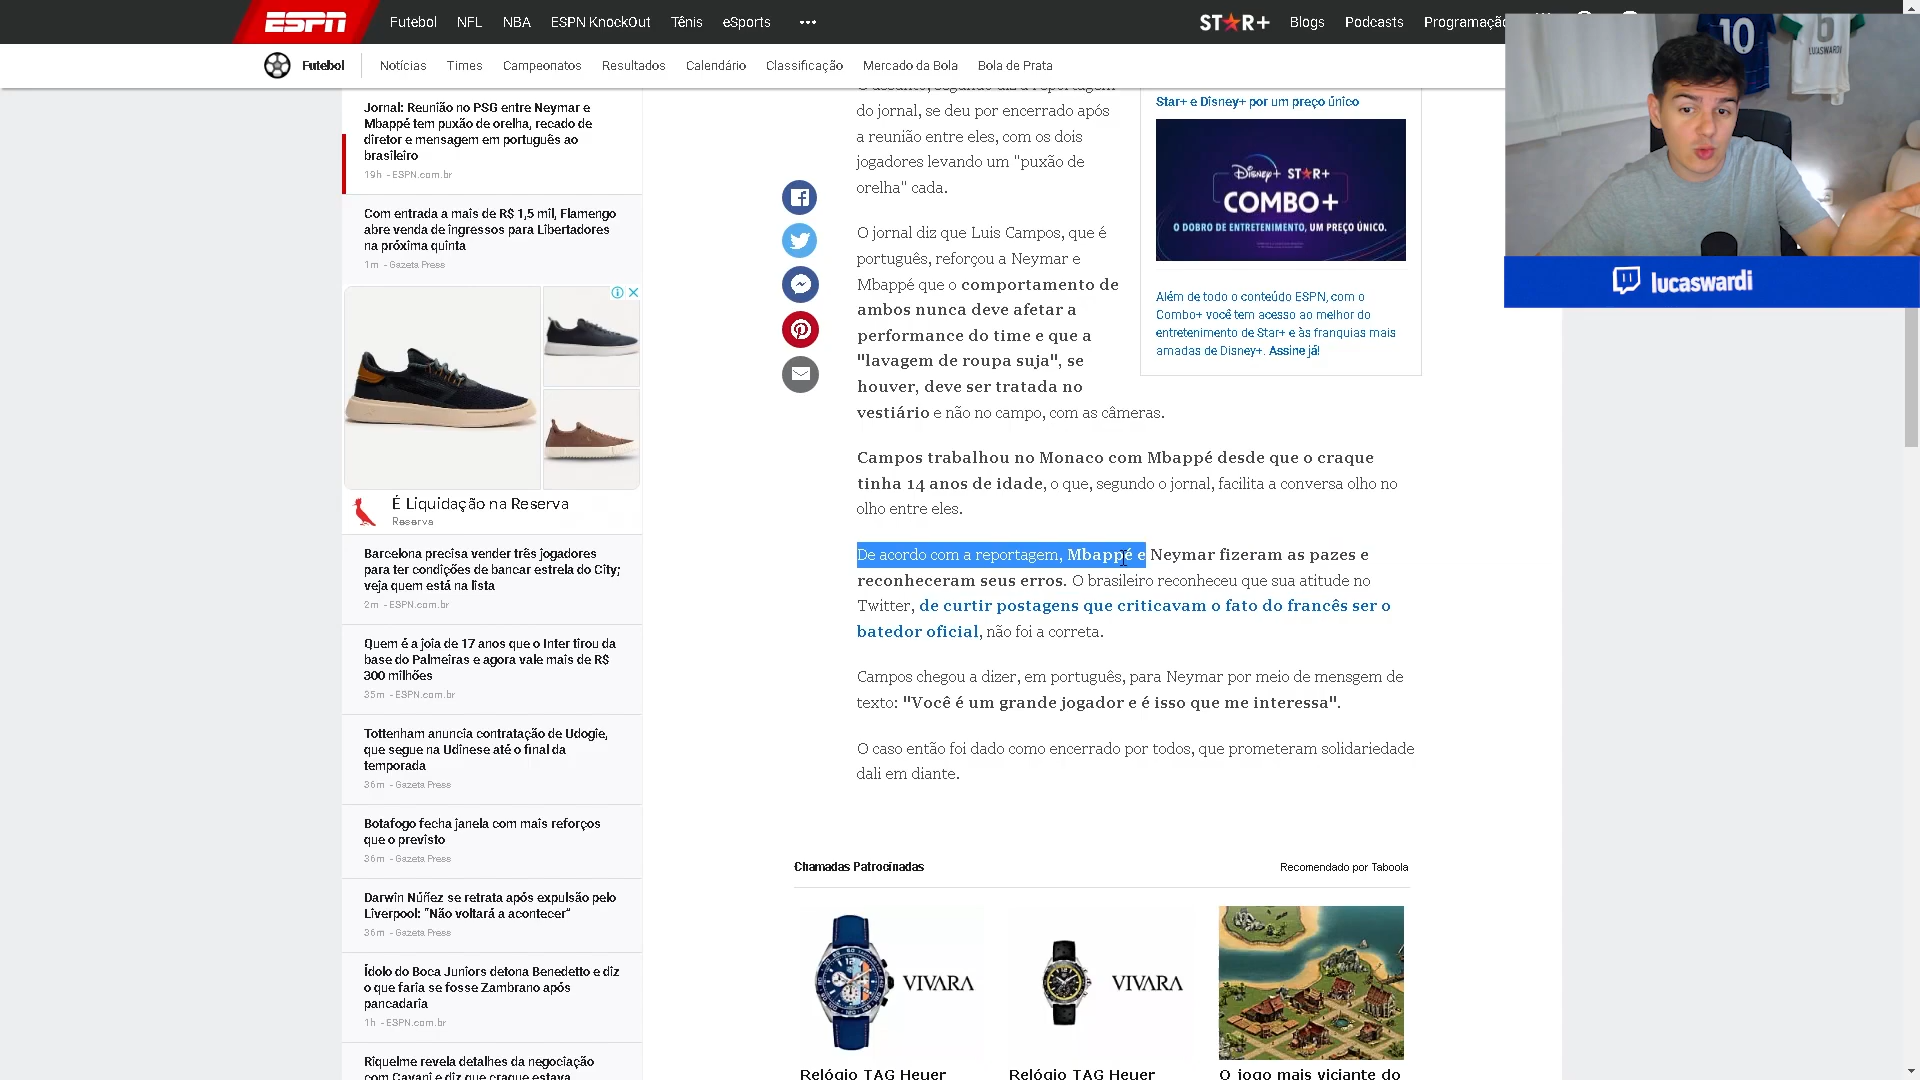 ESPN
Futebol NFL NBA ESPN KnockOut Tênis eSports •••
STAR+ Blogs Podcasts Programação
Futebol Notícias Times Campeonatos Resultados Calendário Classificação Mercado da Bola Bola de Prata
Jornal: Reunião no PSG entre Neymar e
Mbappé tem puxão de orelha, recado de
diretor e mensagem em português ao
brasileiro
19h - ESPN.com.br
Com entrada a mais de R$ 1,5 mil, Flamengo
abre venda de ingressos para Libertadores
na próxima quinta
1m - Gazeta Press
É Liquidação na Reserva
Reserva
Barcelona precisa vender três jogadores
para ter condições de bancar estrela do City;
veja quem está na lista
2m - ESPN.com.br
Quem é a joia de 17 anos que o Inter tirou da
base do Palmeiras e agora vale mais de R$
300 milhões
35m - ESPN.com.br
Tottenham anuncia contratação de Udogie,
que segue na Udinese até o final da
temporada
36m - Gazeta Press
Botafogo fecha janela com mais reforços
que o previsto
36m - Gazeta Press
Darwin Núñez se retrata após expulsão pelo
Liverpool: "Não voltará a acontecer"
36m - Gazeta Press
Ídolo do Boca Juniors detona Benedetto e diz
o que faria se fosse Zambrano após
pancadaria
1h - ESPN.com.br
Riquelme revela detalhes da negociação
com Cavani e diz que craque estava
O assunto, segundo diz a reportagem
do jornal, se deu por encerrado após
a reunião entre eles, com os dois
jogadores levando um "puxão de
orelha" cada.
O jornal diz que Luis Campos, que é
português, reforçou a Neymar e
Mbappé que o comportamento de
ambos nunca deve afetar a
performance do time e que a
"lavagem de roupa suja", se
houver, deve ser tratada no
vestiário e não no campo, com as câmeras.
Campos trabalhou no Monaco com Mbappé desde que o craque
tinha 14 anos de idade, o que, segundo o jornal, facilita a conversa olho no
olho entre eles.
De acordo com a reportagem, Mbappé e Neymar fizeram as pazes e
reconheceram seus erros. O brasileiro reconheceu que sua atitude no
Twitter, de curtir postagens que criticavam o fato do francês ser o
batedor oficial, não foi a correta.
Campos chegou a dizer, em português, para Neymar por meio de mensgem de
texto: "Você é um grande jogador e é isso que me interessa".
O caso então foi dado como encerrado por todos, que prometeram solidariedade
dali em diante.
Star+ e Disney+ por um preço único
Disney+ STAR+
COMBO+
O DOBRO DE ENTRETENIMENTO, UM PREÇO ÚNICO.
Além de todo o conteúdo ESPN, com o
Combo+ você tem acesso ao melhor do
entretenimento de Star+ e às franquias mais
amadas de Disney+. Assine já!
10
6
LUCASWARDI
lucaswardi
Chamadas Patrocinadas
Recomendado por Taboola
VIVARA
VIVARA
Relógio TAG Heuer
Relógio TAG Heuer
O jogo mais viciante do